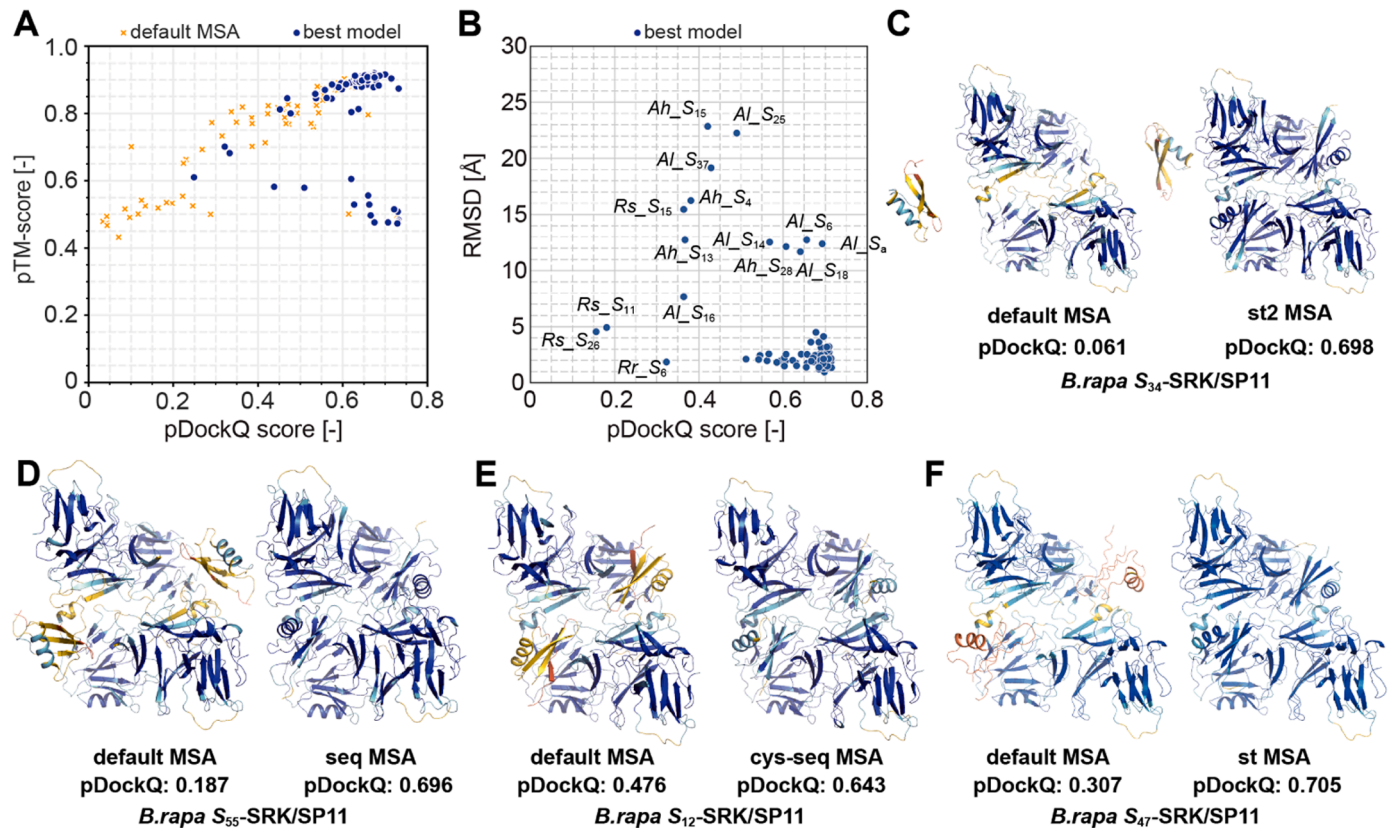 A
× default MSA
● best model
1.0
0.8
0.6
0.4
0.2
0
pTM-score [-]
0
0.2
0.4
0.6
0.8
pDockQ score [-]
B
● best model
30
25
20
15
10
5
0
RMSD [Å]
Ah_S15
Al_S25
Al_S37
Ah_S4
Rs_S15
Al_S6
Al_S14
Al_Sa
Ah_S13
Ah_S28
Al_S18
Rs_S11
Al_S16
Rs_S26
Rr_S6
0
0.2
0.4
0.6
0.8
pDockQ score [-]
C
default MSA
pDockQ: 0.061
st2 MSA
pDockQ: 0.698
B.rapa S34-SRK/SP11
D
default MSA
pDockQ: 0.187
seq MSA
pDockQ: 0.696
B.rapa S55-SRK/SP11
E
default MSA
pDockQ: 0.476
cys-seq MSA
pDockQ: 0.643
B.rapa S12-SRK/SP11
F
default MSA
pDockQ: 0.307
st MSA
pDockQ: 0.705
B.rapa S47-SRK/SP11